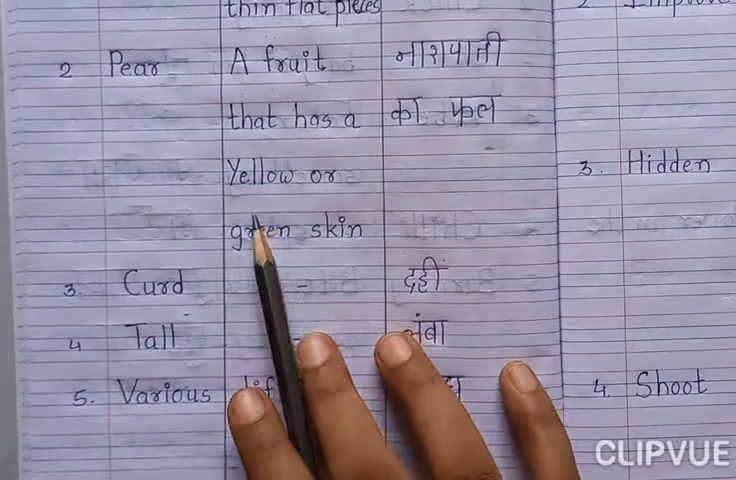 thin flat pieces
2 Pear A fruit नाशपाती
that has a का फल
Yellow or
3. Hidden
green skin
3. Curd - दही
4 Tall लंबा
5. Various
4. Shoot
CLIPVUE